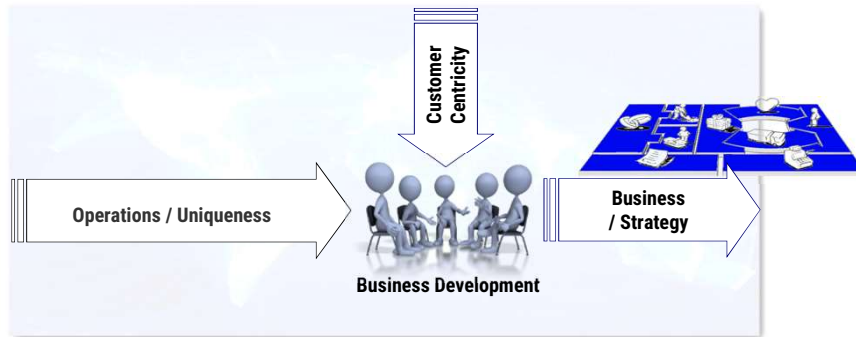 Customer
Centricity
Operations / Uniqueness
Business
/ Strategy
Business Development